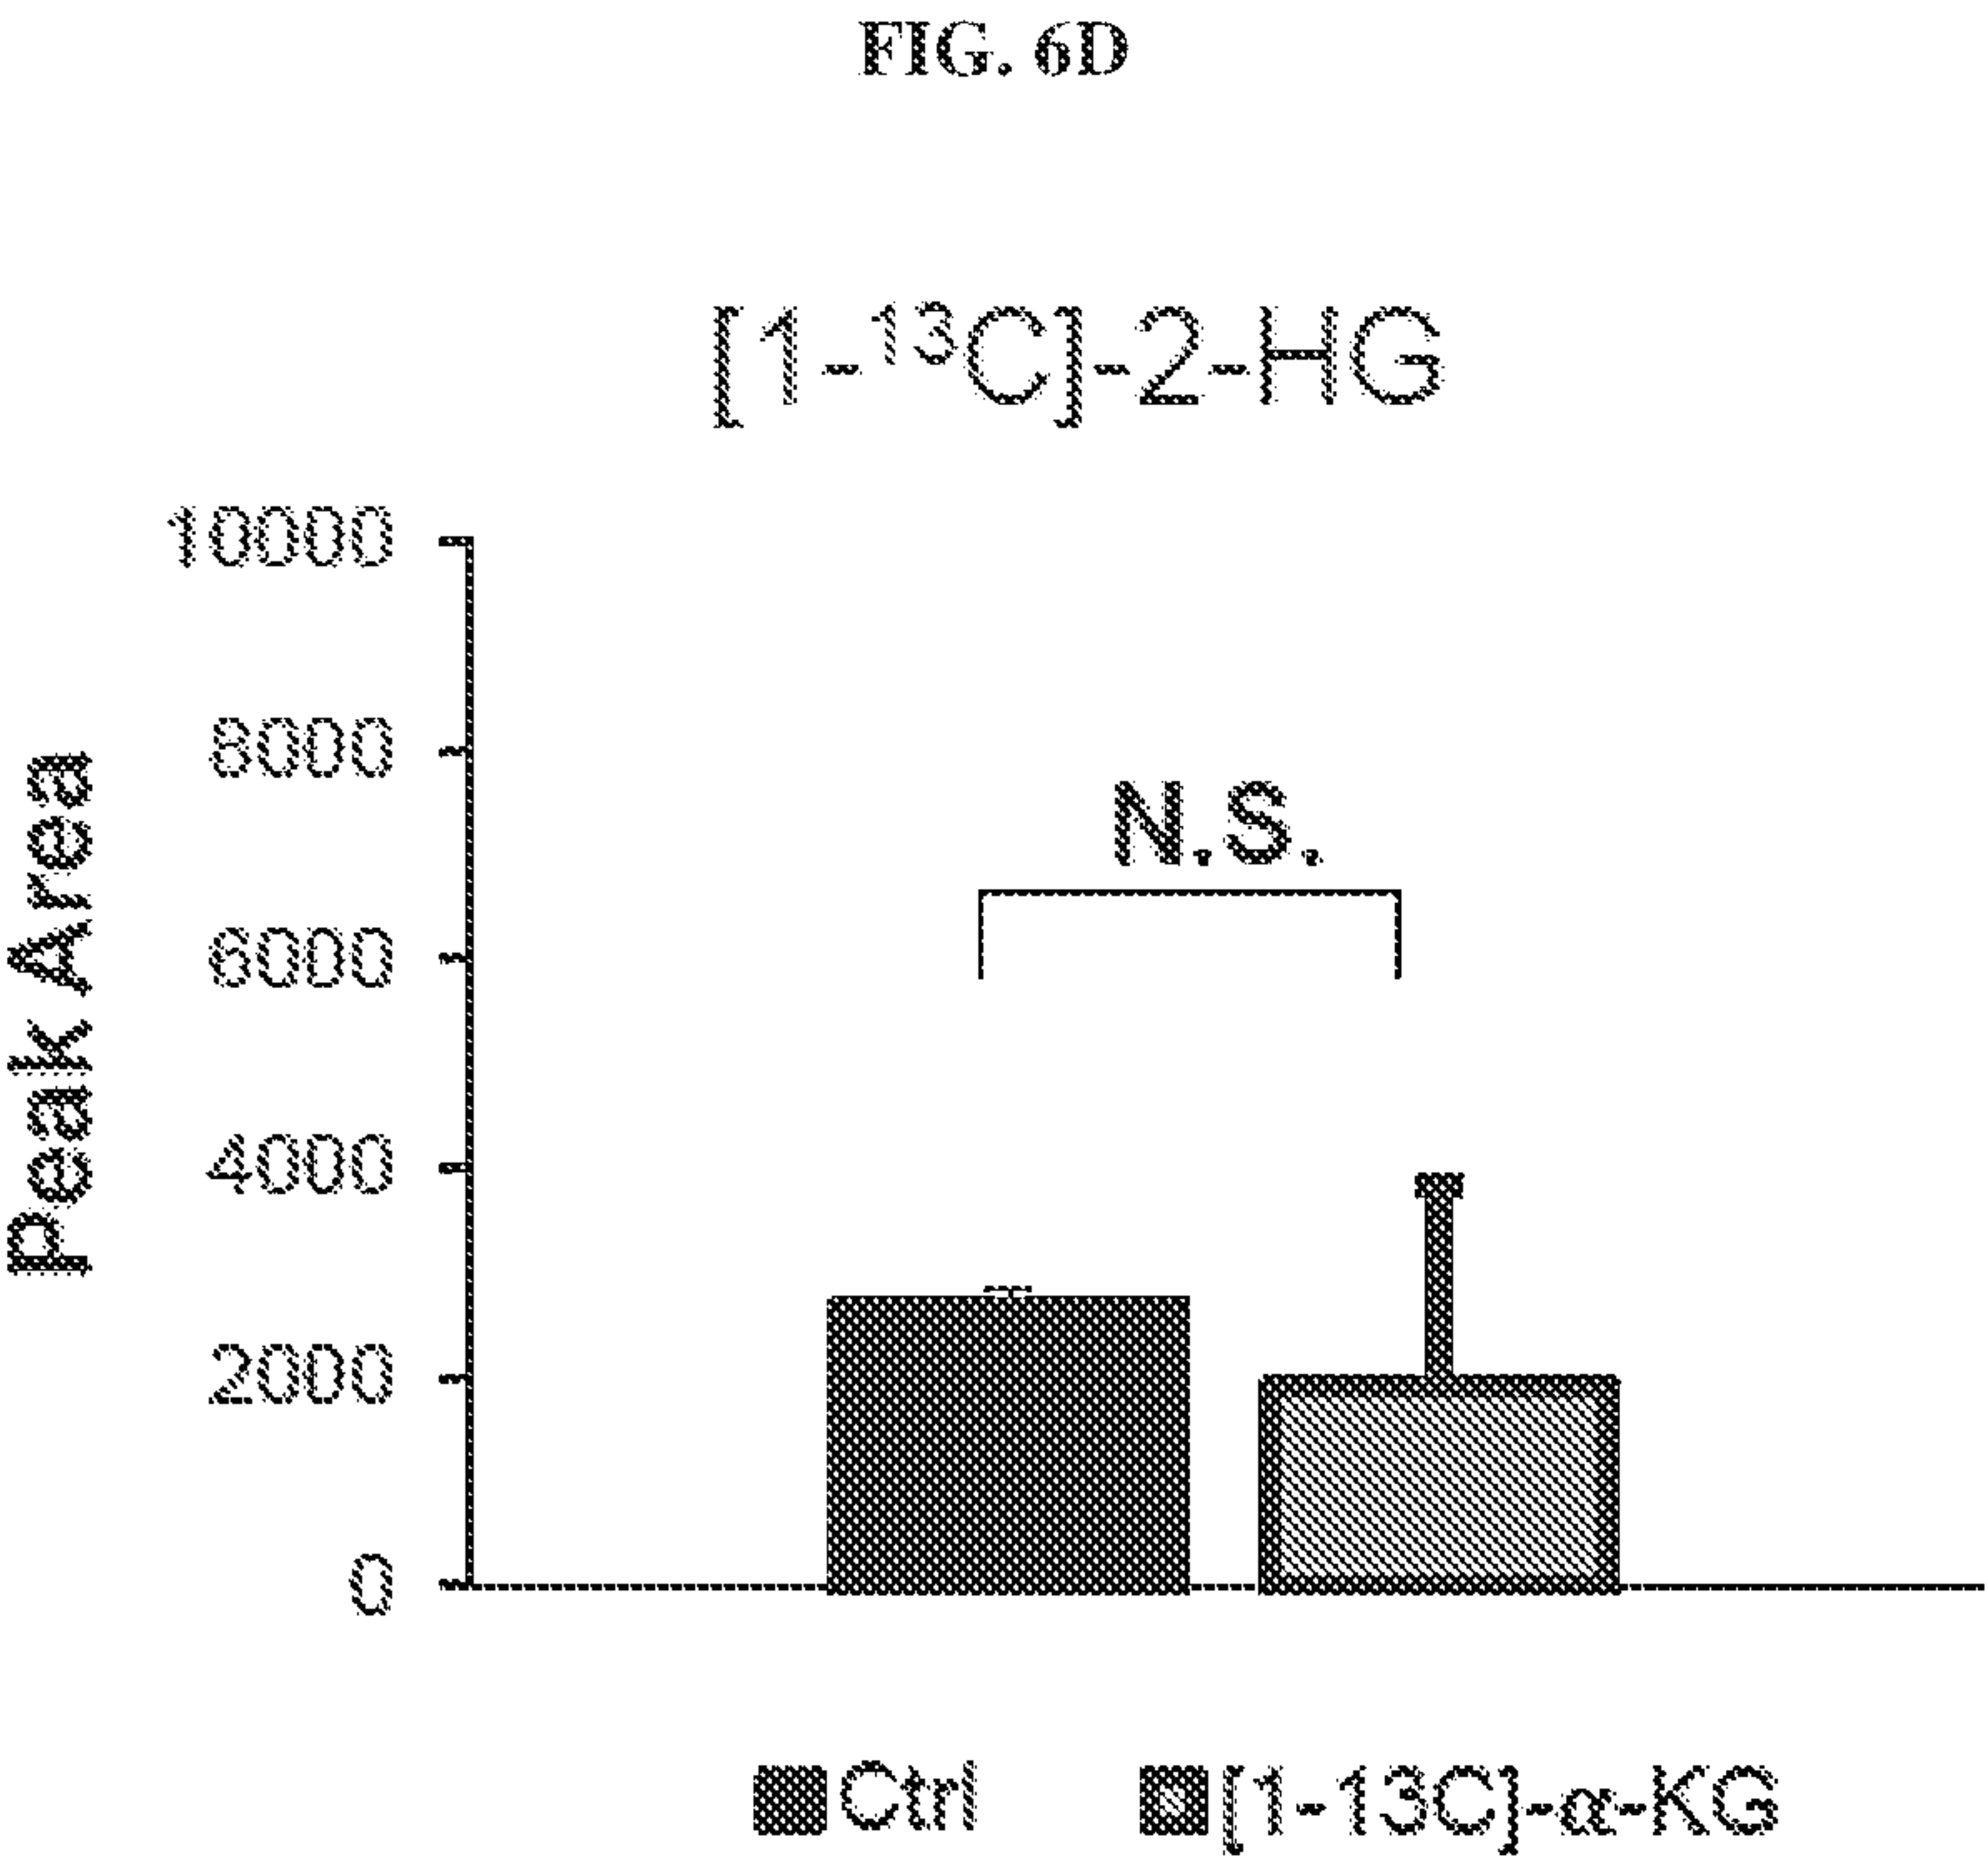 FIG. 6D
[1-¹³C]-2-HG
10000
8000
6000
4000
2000
0
Peak Area
N.S.
Ctrl
[1-13C]-α-KG